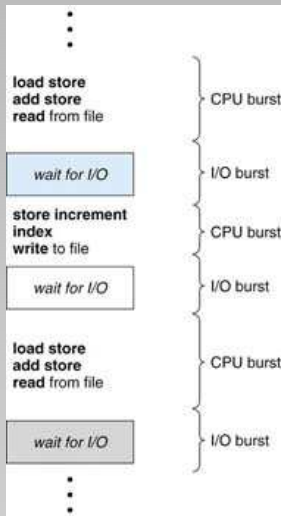 load store
add store
read from file
CPU burst
wait for I/O
I/O burst
store increment
index
write to file
CPU burst
wait for I/O
I/O burst
load store
add store
read from file
CPU burst
wait for I/O
I/O burst